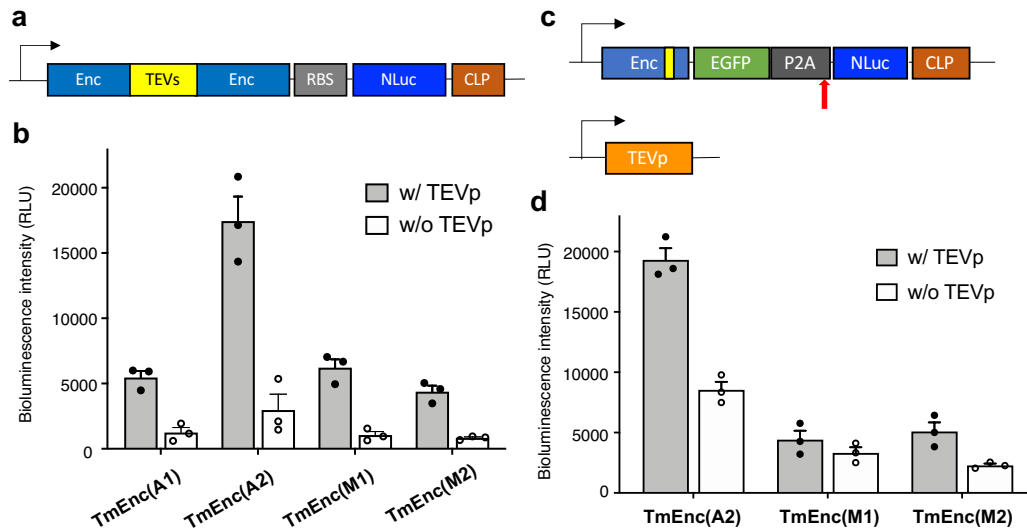 a
Enc TEVs Enc RBS NLuc CLP
b
Bioluminescence intensity (RLU)
20000
15000
10000
5000
0
w/ TEVp
w/o TEVp
TmEnc(A1) TmEnc(A2) TmEnc(M1) TmEnc(M2)
c
Enc EGFP P2A NLuc CLP
TEVp
d
Bioluminescence intensity (RLU)
20000
15000
10000
5000
0
w/ TEVp
w/o TEVp
TmEnc(A2) TmEnc(M1) TmEnc(M2)